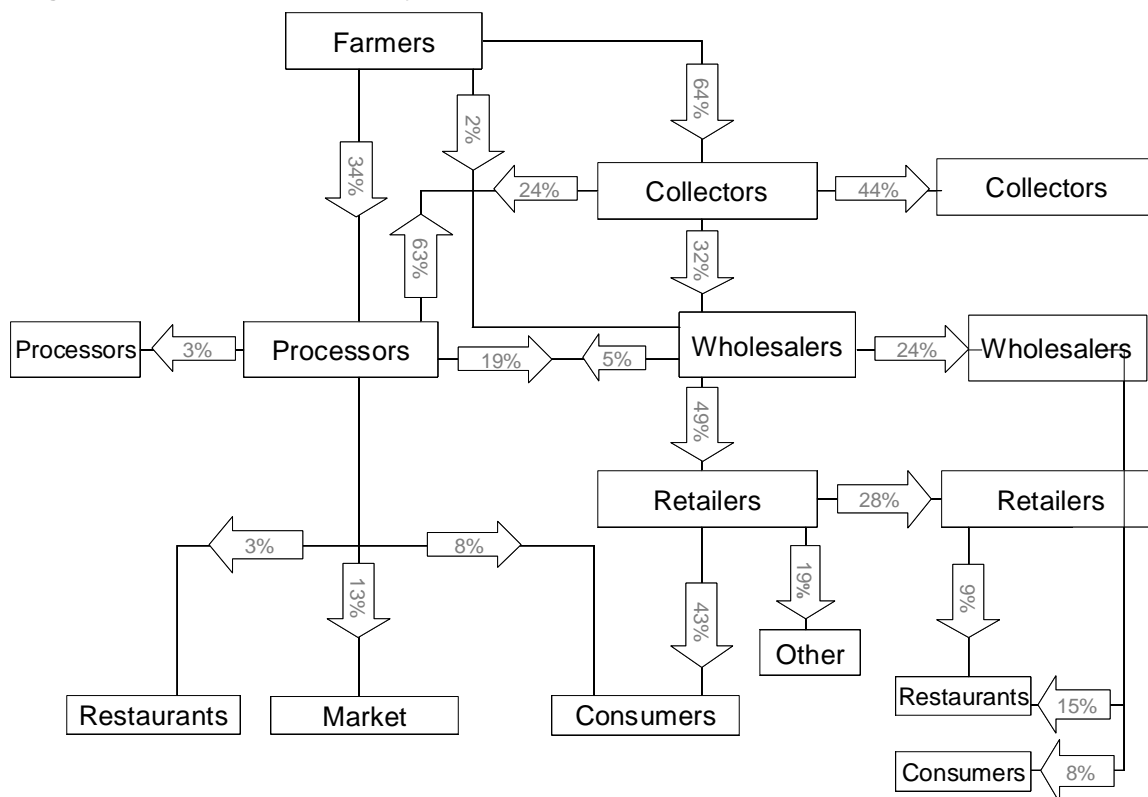 Farmers
64%
2%
34%
Collectors
24%
44%
Collectors
63%
32%
Processors
3%
Processors
19%
5%
Wholesalers
24%
Wholesalers
49%
Retailers
28%
Retailers
3%
8%
13%
43%
19%
9%
Other
Restaurants
Market
Consumers
Restaurants
15%
Consumers
8%